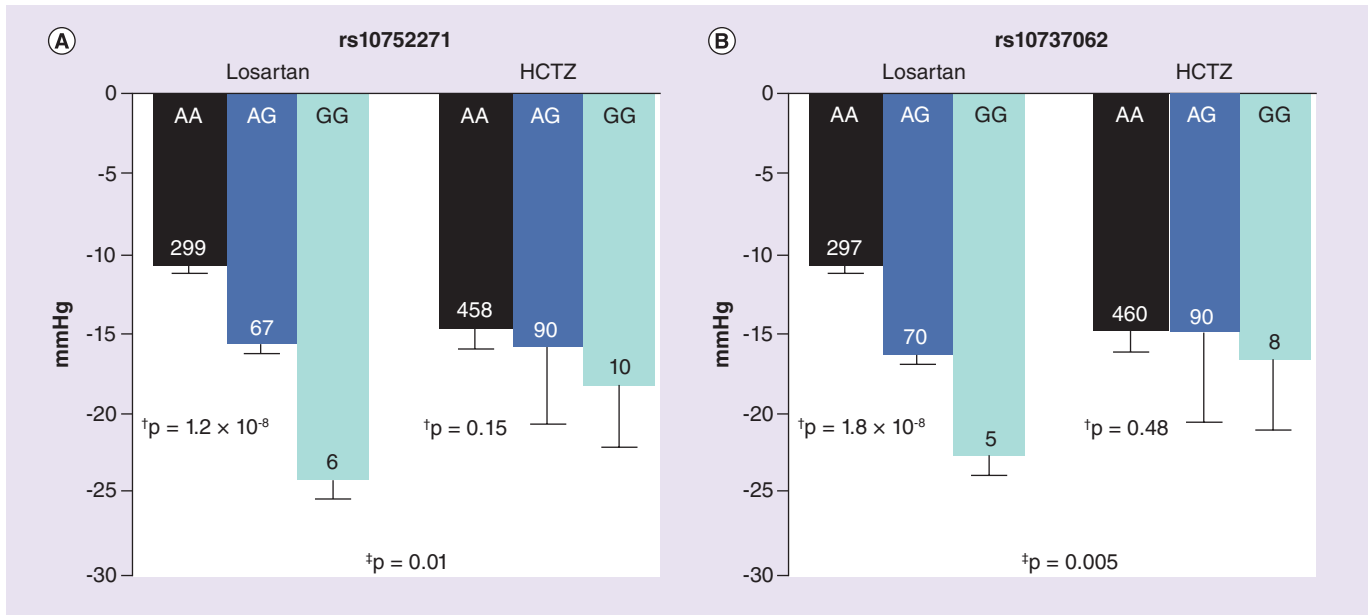 A
rs10752271
Losartan HCTZ
AA AG GG AA AG GG
0
-5
-10
-15
-20
-25
-30
mmHg
299
67
6
458
90
10
†p = 1.2 × 10-8
†p = 0.15
‡p = 0.01
B
rs10737062
Losartan HCTZ
AA AG GG AA AG GG
0
-5
-10
-15
-20
-25
-30
mmHg
297
70
5
460
90
8
†p = 1.8 × 10-8
†p = 0.48
‡p = 0.005